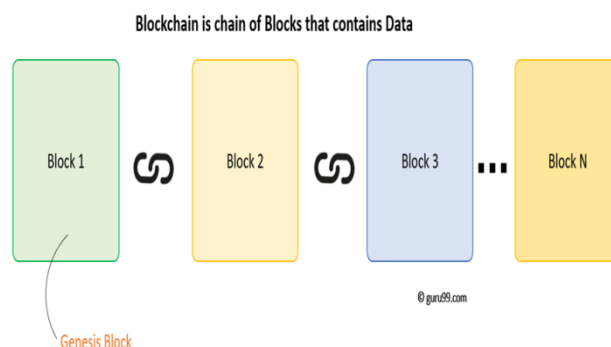 Blockchain is chain of Blocks that contains Data
Block 1
Block 2
Block 3
...
Block N
© guru99.com
Genesis Block